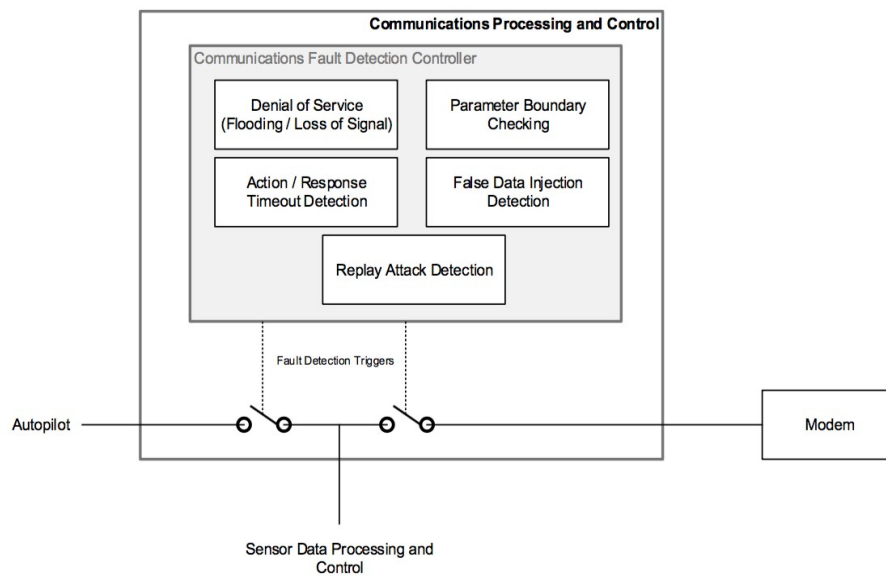 Communications Processing and Control
Communications Fault Detection Controller
Denial of Service
(Flooding / Loss of Signal)
Parameter Boundary
Checking
Action / Response
Timeout Detection
False Data Injection
Detection
Replay Attack Detection
Fault Detection Triggers
Autopilot
Modem
Sensor Data Processing and
Control